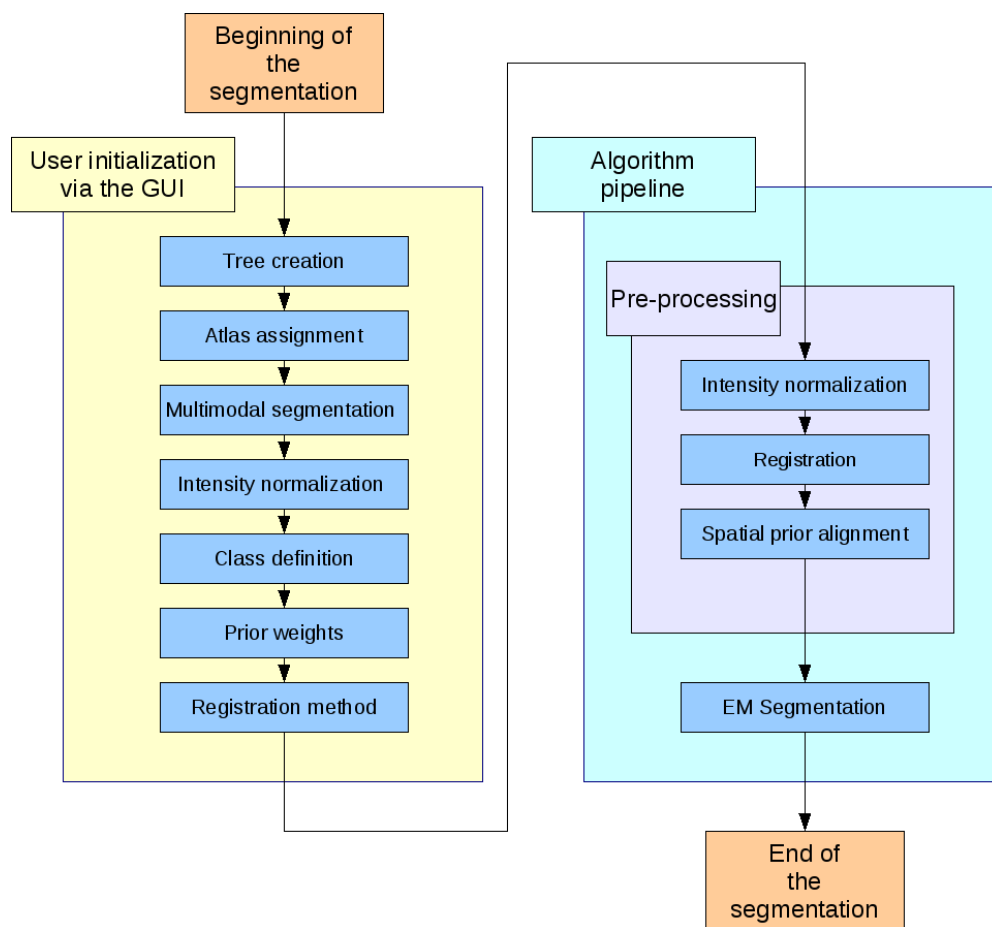 Beginning of
the
segmentation
User initialization
via the GUI
Tree creation
Atlas assignment
Multimodal segmentation
Intensity normalization
Class definition
Prior weights
Registration method
Algorithm
pipeline
Pre-processing
Intensity normalization
Registration
Spatial prior alignment
EM Segmentation
End of
the
segmentation